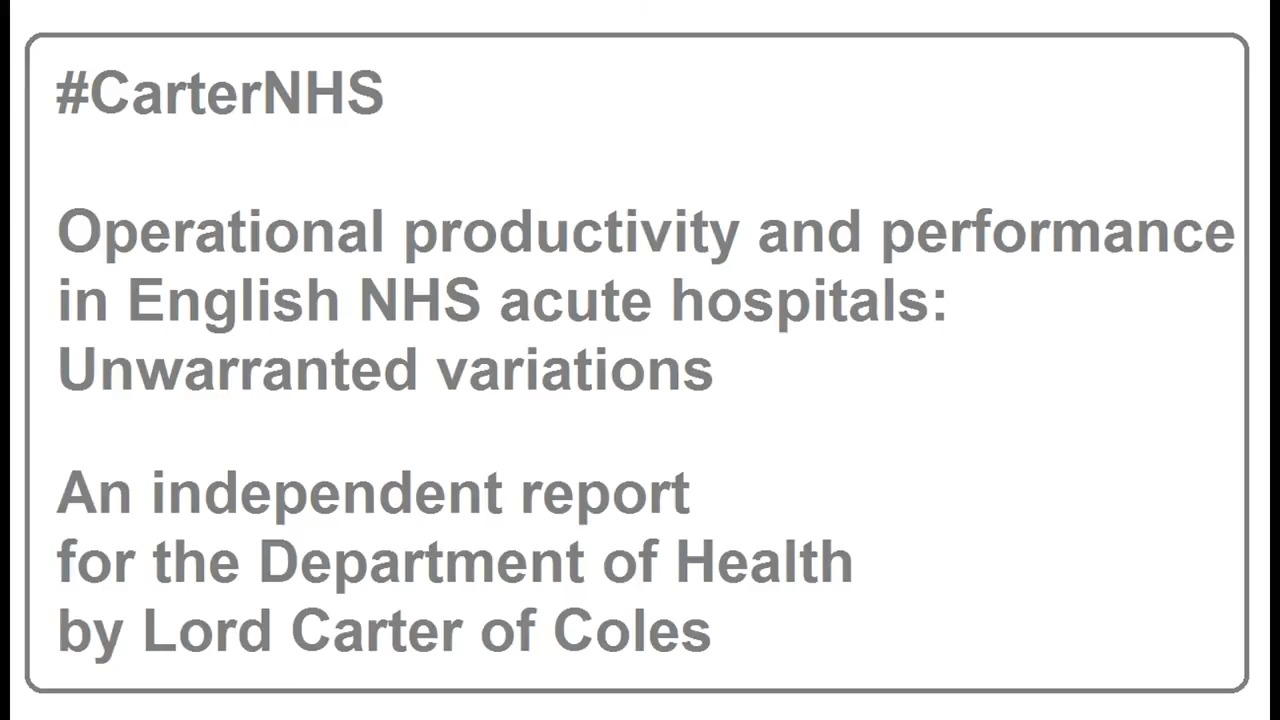 #CarterNHS
Operational productivity and performance
in English NHS acute hospitals:
Unwarranted variations
An independent report
for the Department of Health
by Lord Carter of Coles